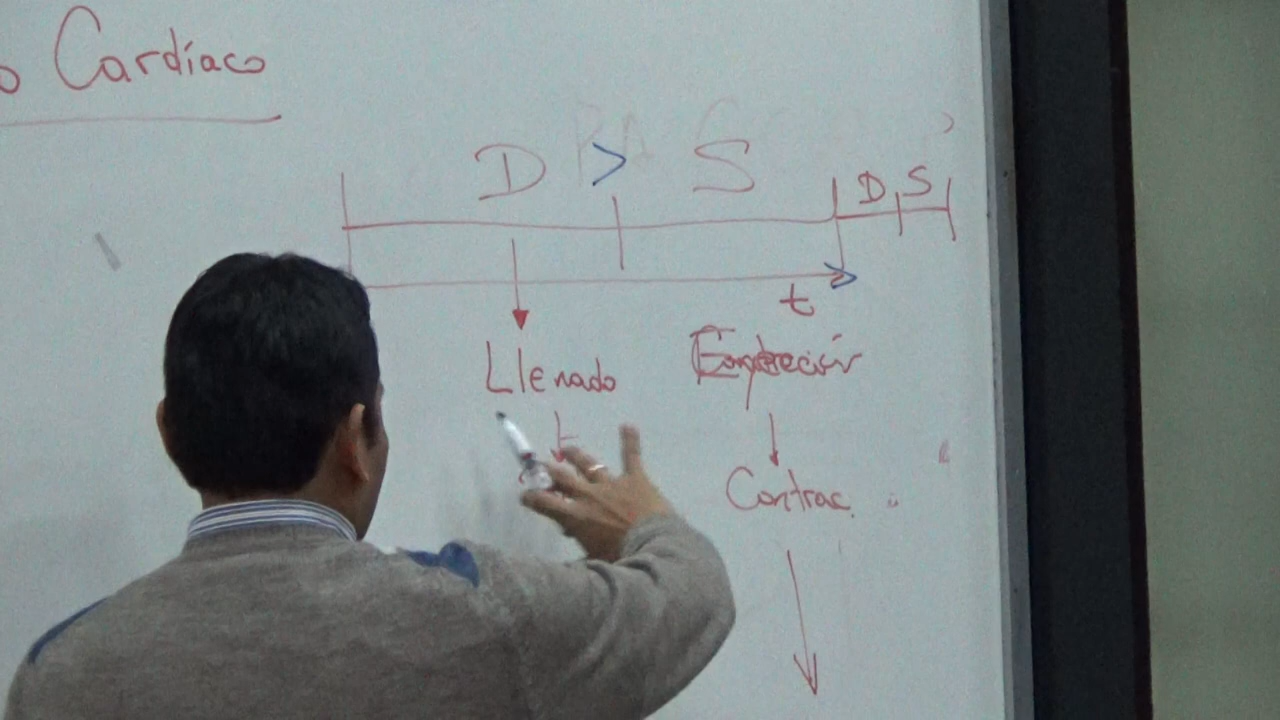 o Cardíaco
D > S
D S
t
Llenado
Contrac.